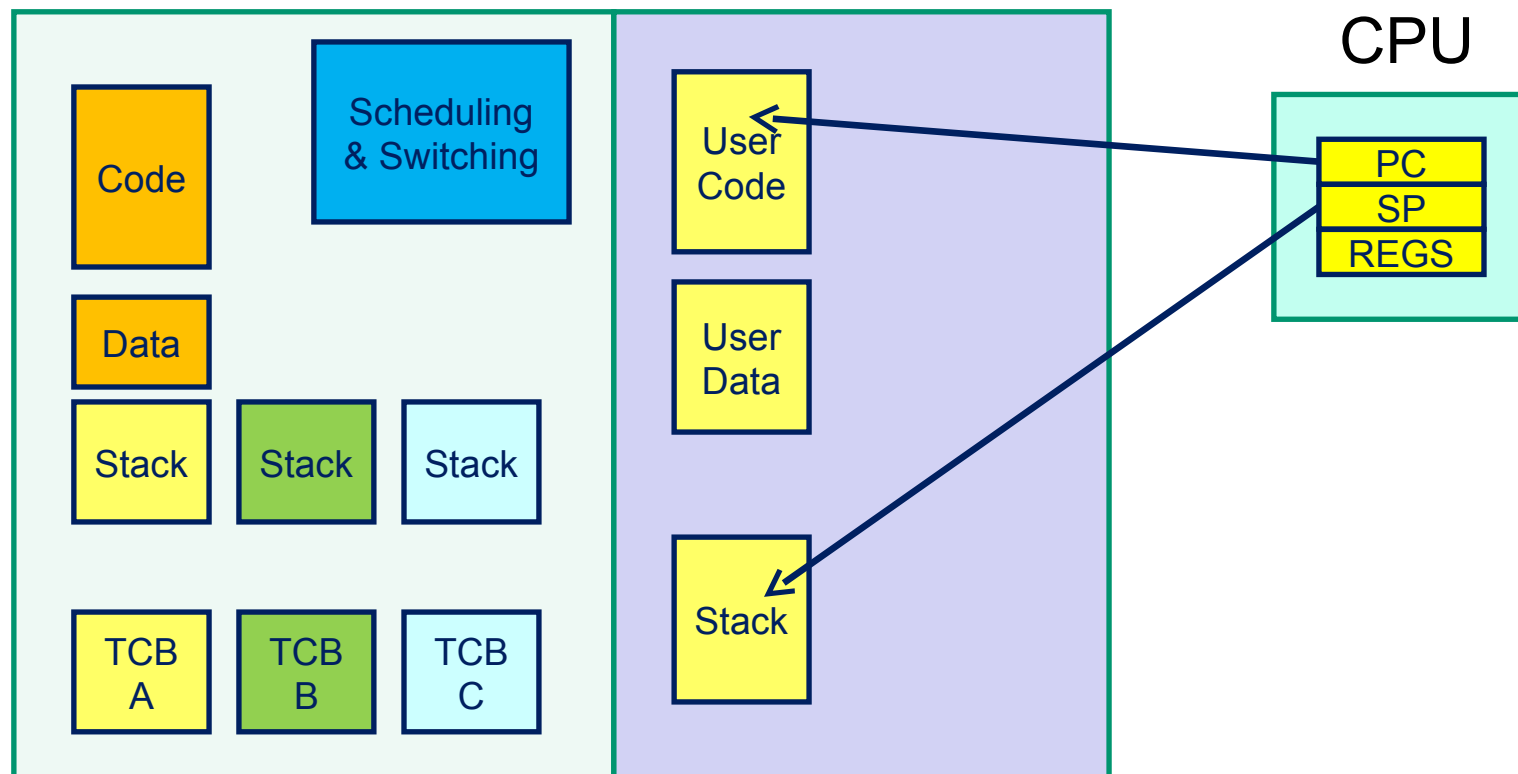 CPU
Scheduling
& Switching
Code
Data
Stack
Stack
Stack
TCB
A
TCB
B
TCB
C
User
Code
User
Data
Stack
PC
SP
REGS